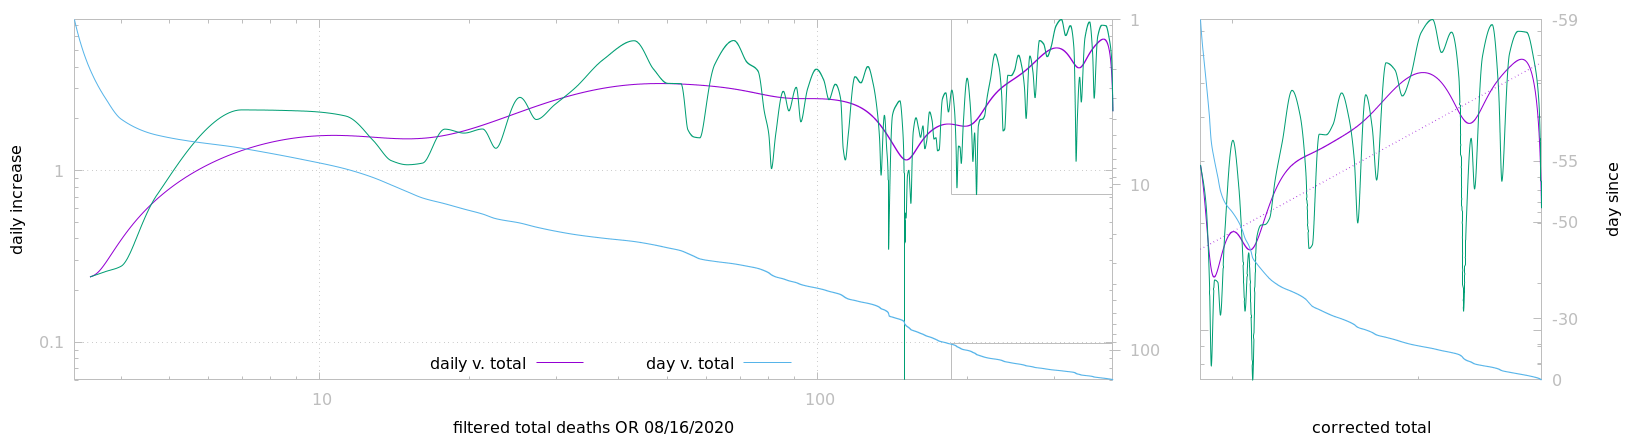 1
-59
1
10
-55
daily increase
-50
day since
0.1
-30
100
daily v. total
day v. total
0
10
100
filtered total deaths OR 08/16/2020
corrected total